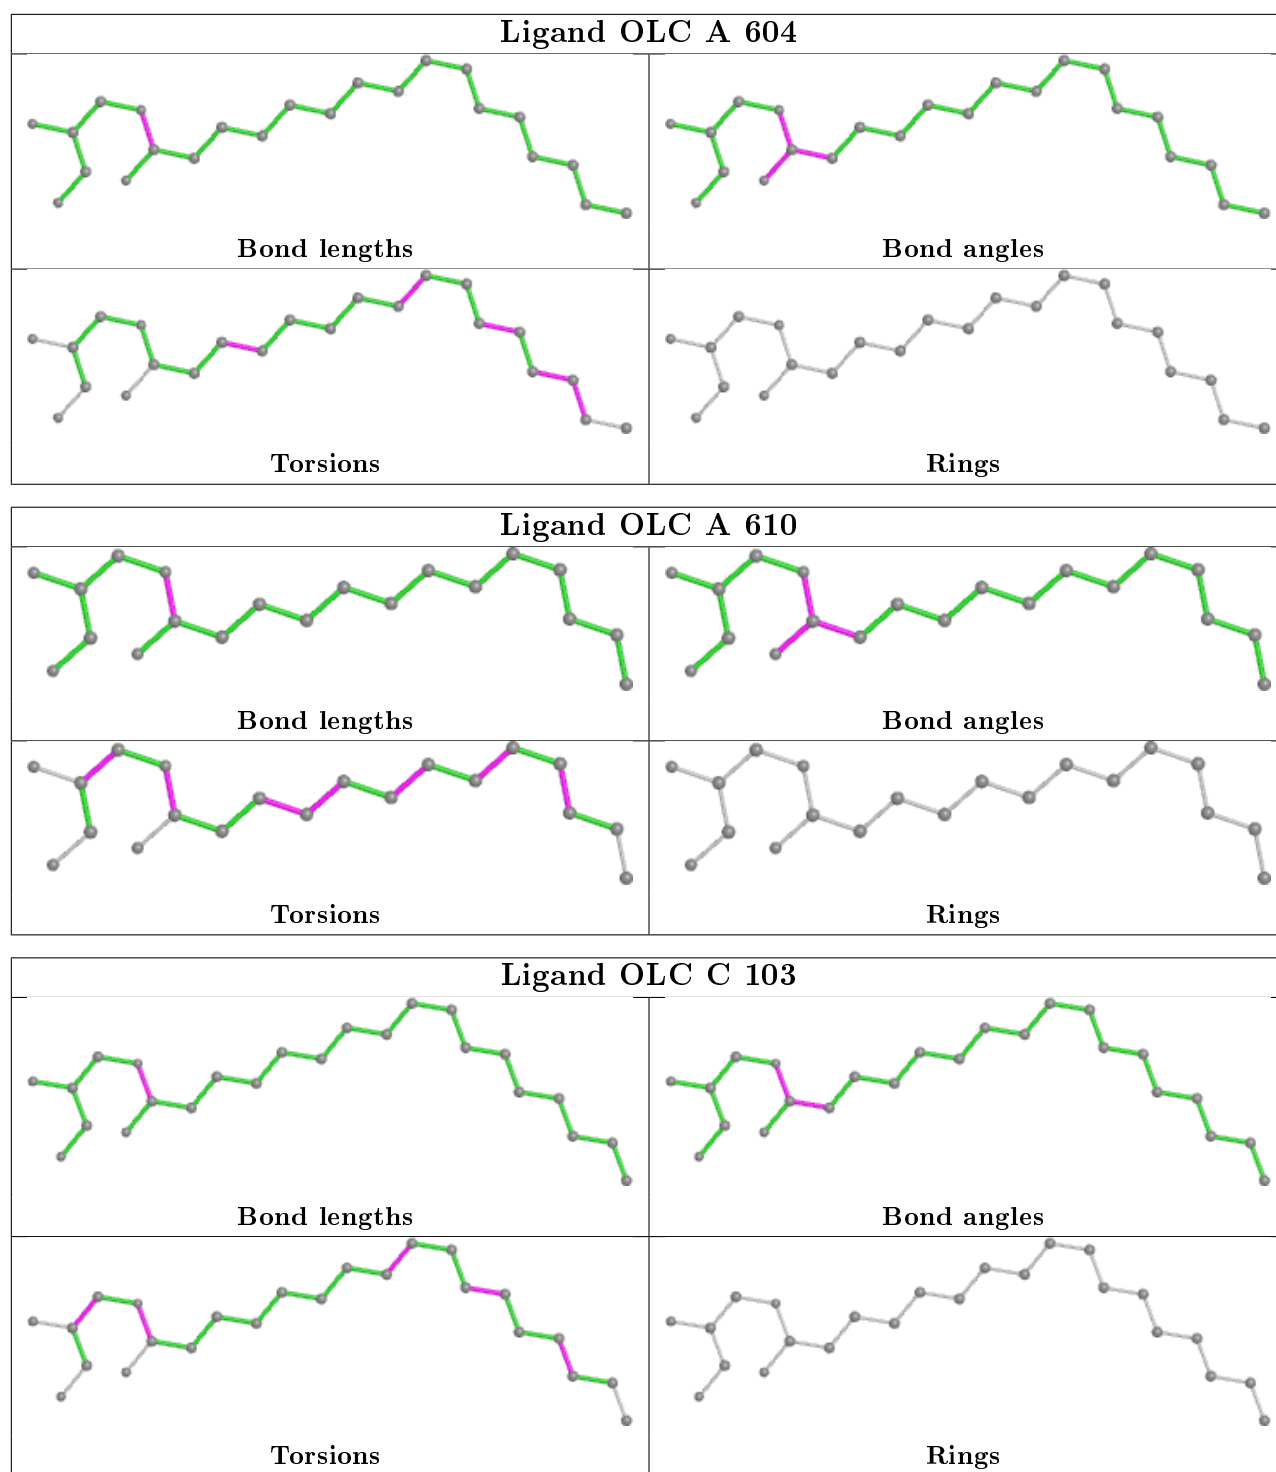 Ligand OLC A 604
Bond lengths
Bond angles
Torsions
Rings
Ligand OLC A 610
Bond lengths
Bond angles
Torsions
Rings
Ligand OLC C 103
Bond lengths
Bond angles
Torsions
Rings